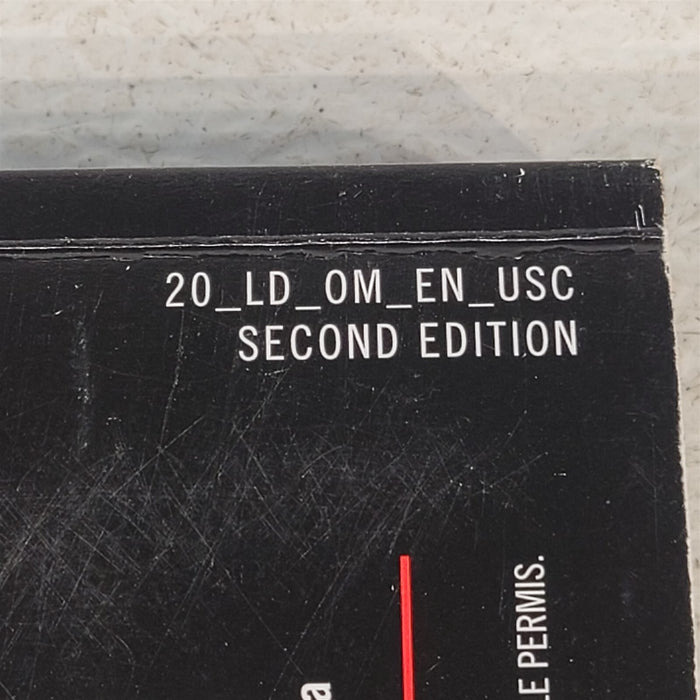 20_LD_OM_EN_USC
SECOND EDITION
LE PERMIS.
a